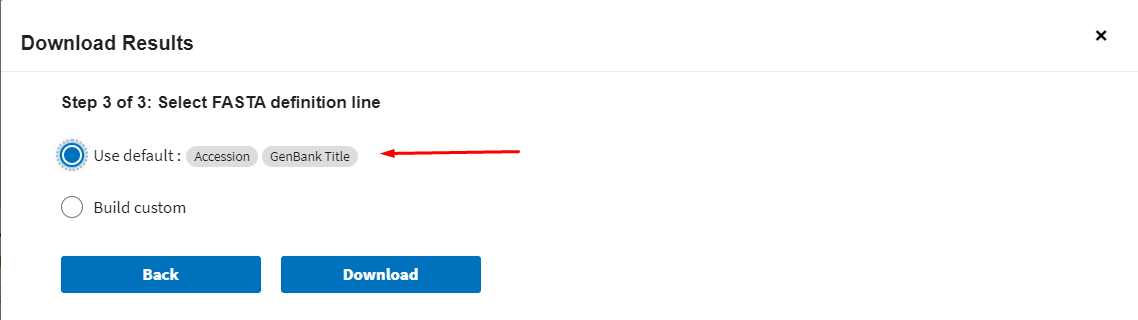 Download Results
×
Step 3 of 3: Select FASTA definition line
Use default : Accession GenBank Title
Build custom
Back Download